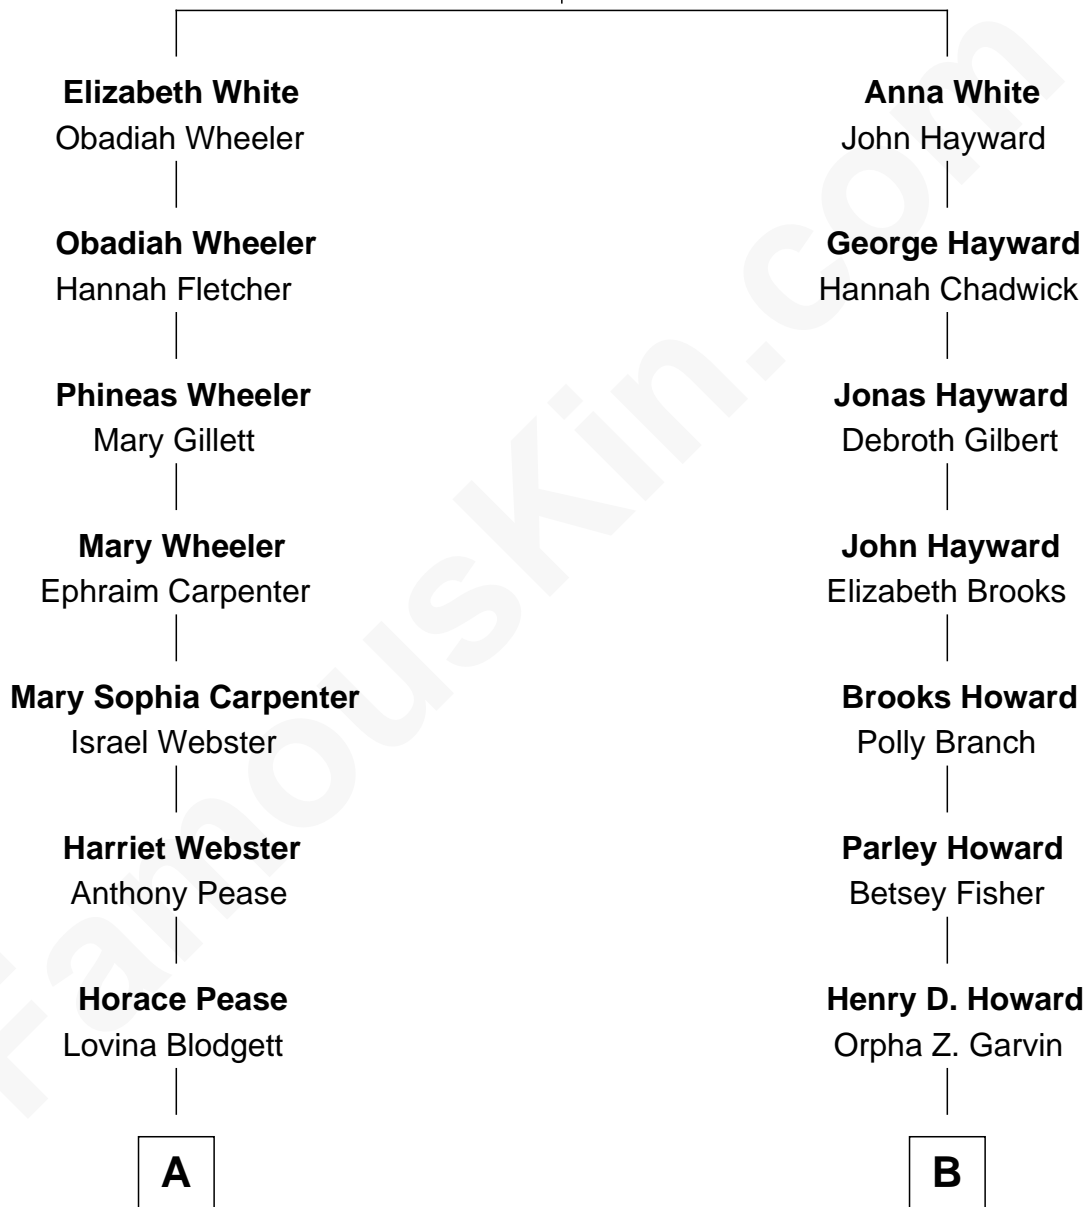 Elizabeth White
Obadiah Wheeler
Anna White
John Hayward
Obadiah Wheeler
Hannah Fletcher
George Hayward
Hannah Chadwick
Phineas Wheeler
Mary Gillett
Jonas Hayward
Debroth Gilbert
Mary Wheeler
Ephraim Carpenter
John Hayward
Elizabeth Brooks
Mary Sophia Carpenter
Israel Webster
Brooks Howard
Polly Branch
Harriet Webster
Anthony Pease
Parley Howard
Betsey Fisher
Horace Pease
Lovina Blodgett
Henry D. Howard
Orpha Z. Garvin
A
B
FamousKin.com